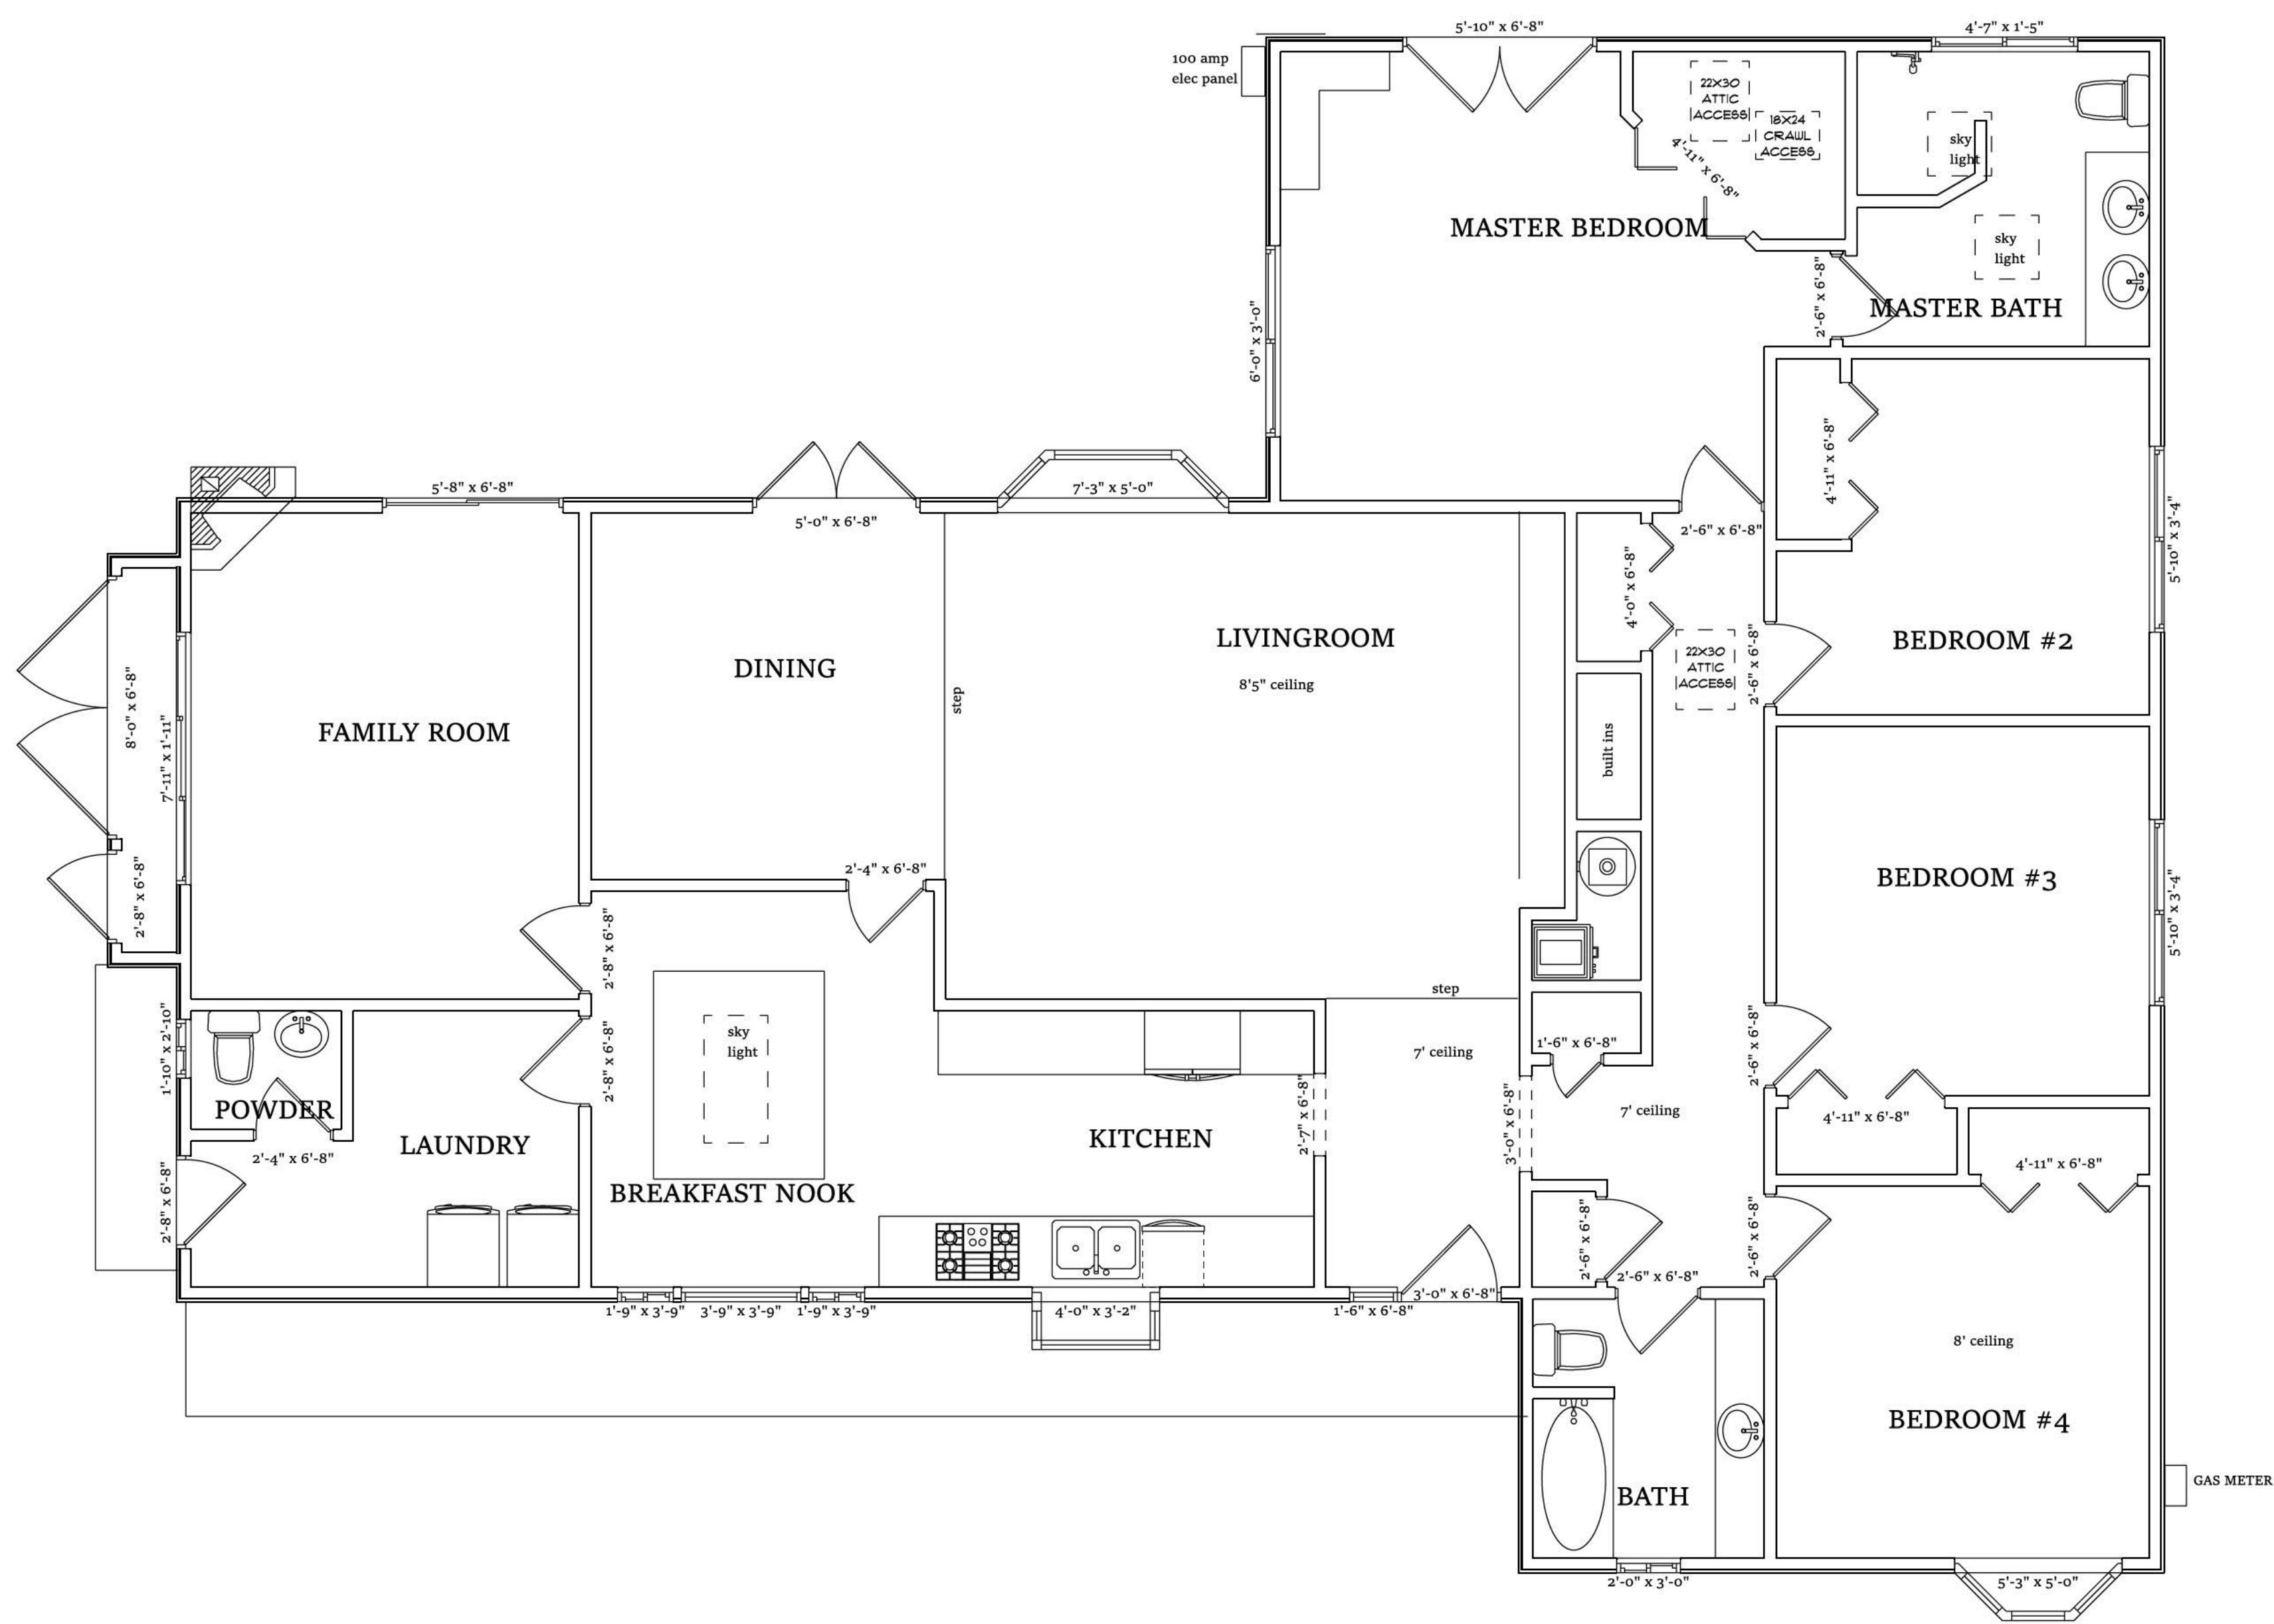 5'-10" x 6'-8"
4'-7" x 1'-5"
100 amp
elec panel
22X30
ATTIC
ACCESS
18X24
CRAWL
ACCESS
4'-11" x 6'-8"
sky
light
MASTER BEDROOM
sky
light
2'-6" x 6'-8"
MASTER BATH
6'-0" x 3'-0"
4'-11" x 6'-8"
5'-8" x 6'-8"
7'-3" x 5'-0"
5'-0" x 6'-8"
2'-6" x 6'-8"
5'-10" x 3'-4"
4'-0" x 6'-8"
LIVINGROOM
8'5" ceiling
BEDROOM #2
22X30
ATTIC
ACCESS
2'-6" x 6'-8"
DINING
step
8'-0" x 6'-8"
7'-11" x 1'-11"
FAMILY ROOM
built ins
2'-4" x 6'-8"
BEDROOM #3
2'-8" x 6'-8"
2'-8" x 6'-8"
5'-10" x 3'-4"
step
1'-10" x 2'-10"
2'-8" x 6'-8"
sky
light
7' ceiling
1'-6" x 6'-8"
2'-6" x 6'-8"
POWDER
LAUNDRY
KITCHEN
2'-7" x 6'-8"
3'-0" x 6'-8"
7' ceiling
4'-11" x 6'-8"
2'-4" x 6'-8"
4'-11" x 6'-8"
2'-8" x 6'-8"
BREAKFAST NOOK
2'-6" x 6'-8"
2'-6" x 6'-8"
2'-6" x 6'-8"
1'-9" x 3'-9"
3'-9" x 3'-9"
1'-9" x 3'-9"
4'-0" x 3'-2"
1'-6" x 6'-8"
3'-0" x 6'-8"
8' ceiling
BEDROOM #4
GAS METER
BATH
2'-0" x 3'-0"
5'-3" x 5'-0"